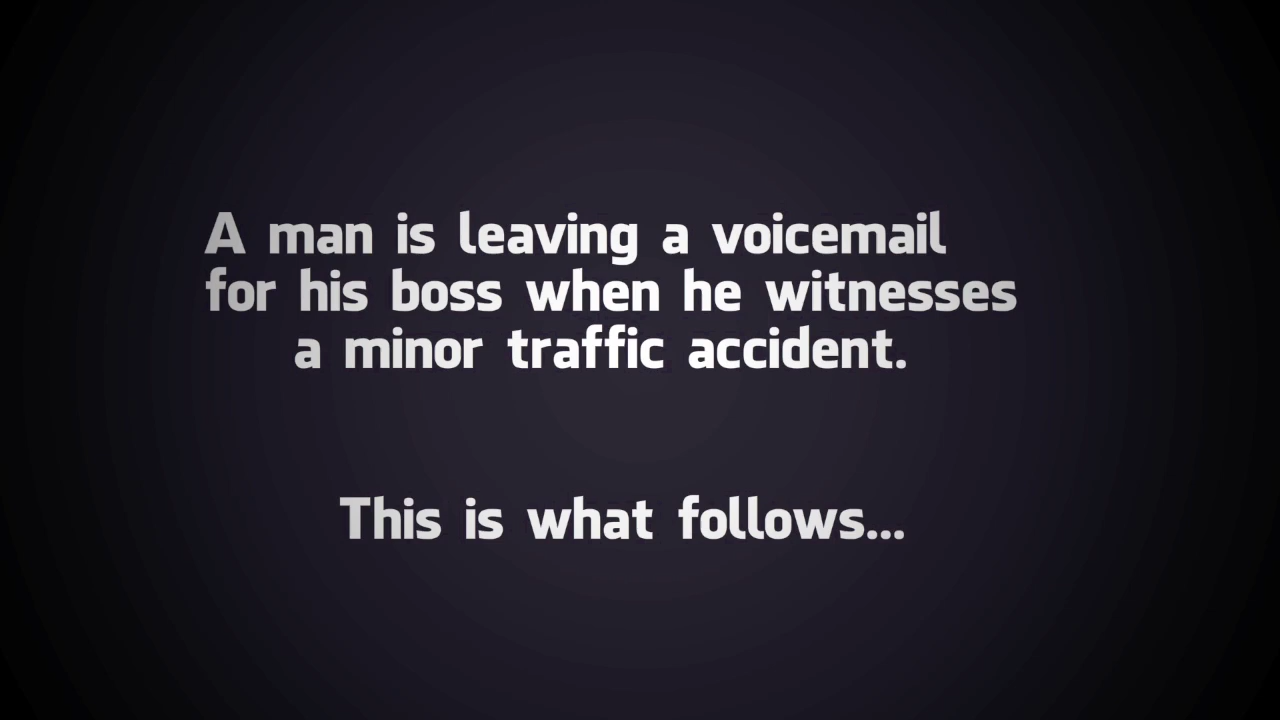 A man is leaving a voicemail
for his boss when he witnesses
a minor traffic accident.
This is what follows...